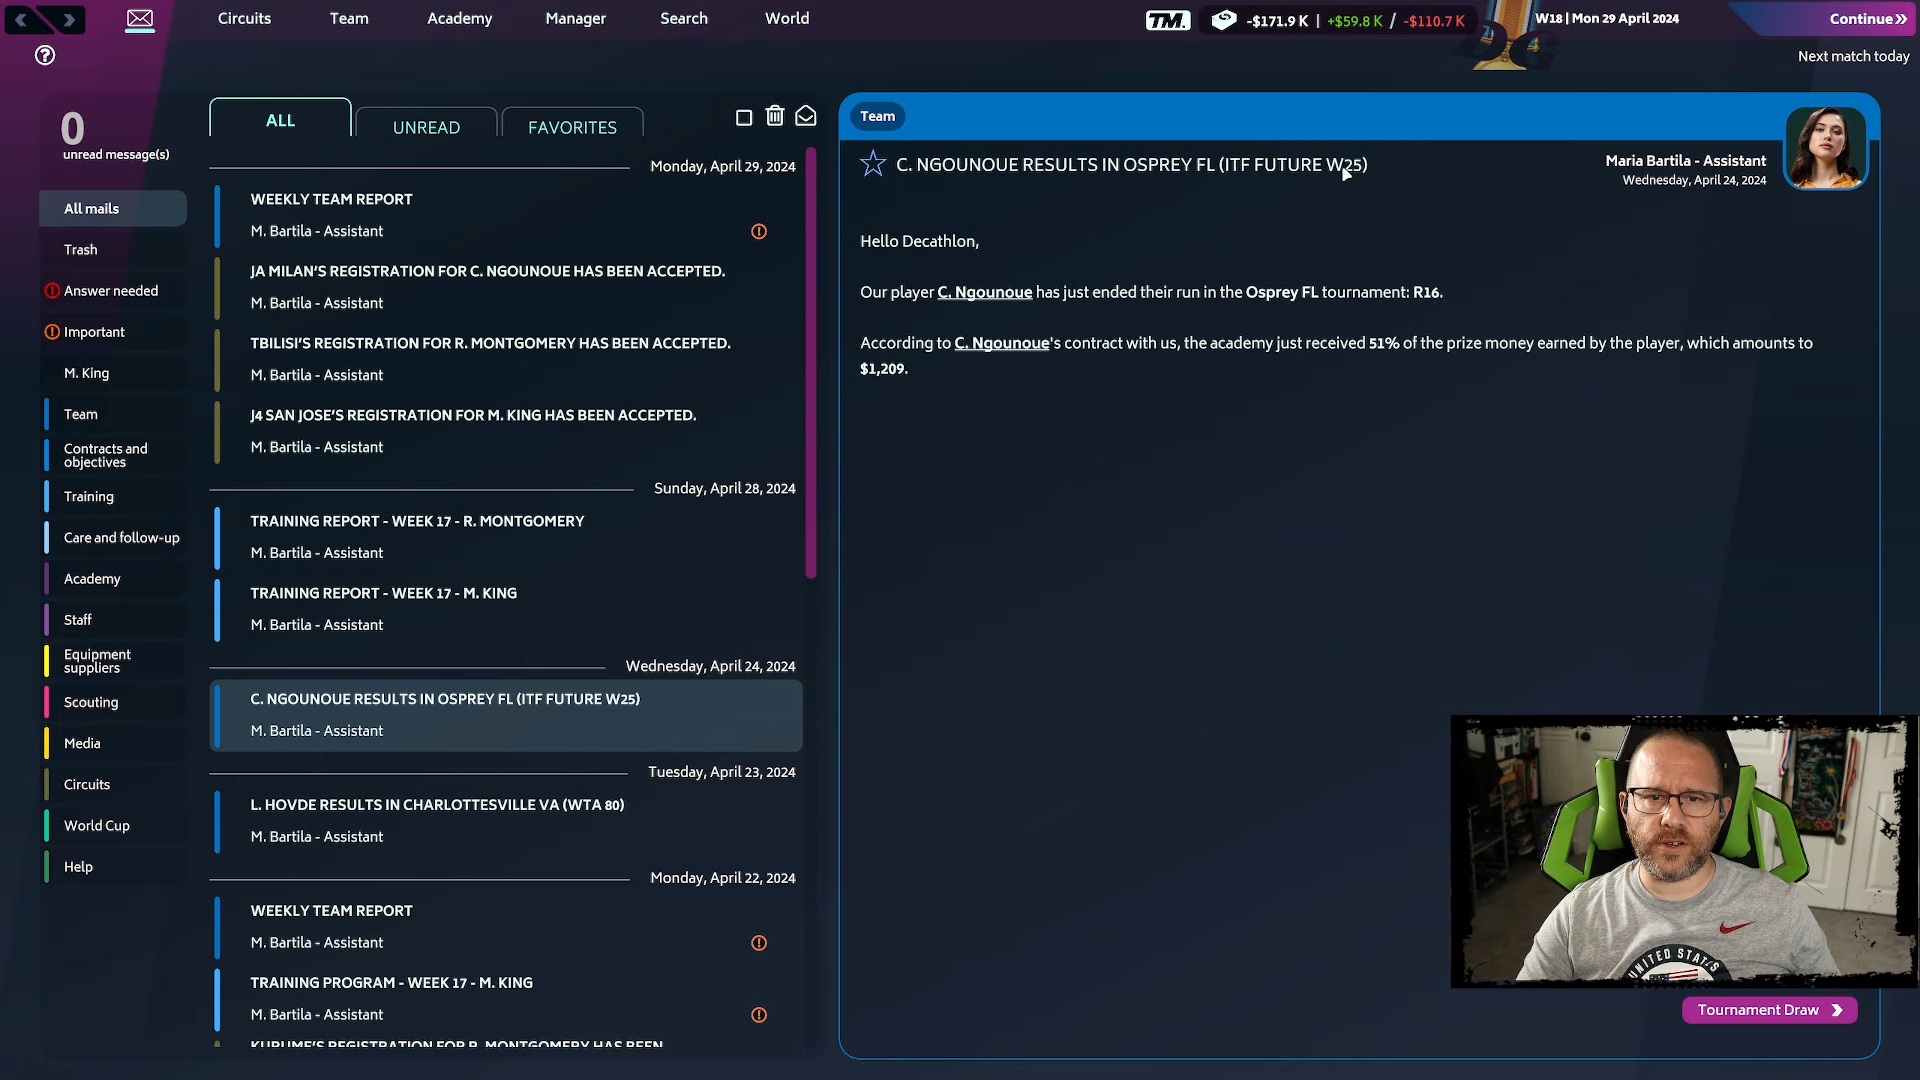 Circuits
Team
Academy
Manager
Search
World
TM.
-$171.9 K | +$59.8 K / -$110.7 K
W18 | Mon 29 April 2024
Continue
Next match today
0
unread message(s)
All mails
Trash
Answer needed
Important
M. King
Team
Contracts and
objectives
Training
Care and follow-up
Academy
Staff
Equipment
suppliers
Scouting
Media
Circuits
World Cup
Help
ALL
UNREAD
FAVORITES
Monday, April 29, 2024
WEEKLY TEAM REPORT
M. Bartila - Assistant
JA MILAN'S REGISTRATION FOR C. NGOUNOUE HAS BEEN ACCEPTED.
M. Bartila - Assistant
TBILISI'S REGISTRATION FOR R. MONTGOMERY HAS BEEN ACCEPTED.
M. Bartila - Assistant
J4 SAN JOSE'S REGISTRATION FOR M. KING HAS BEEN ACCEPTED.
M. Bartila - Assistant
Sunday, April 28, 2024
TRAINING REPORT - WEEK 17 - R. MONTGOMERY
M. Bartila - Assistant
TRAINING REPORT - WEEK 17 - M. KING
M. Bartila - Assistant
Wednesday, April 24, 2024
C. NGOUNOUE RESULTS IN OSPREY FL (ITF FUTURE W25)
M. Bartila - Assistant
Tuesday, April 23, 2024
L. HOVDE RESULTS IN CHARLOTTESVILLE VA (WTA 80)
M. Bartila - Assistant
Monday, April 22, 2024
WEEKLY TEAM REPORT
M. Bartila - Assistant
TRAINING PROGRAM - WEEK 17 - M. KING
M. Bartila - Assistant
KURUME'S REGISTRATION FOR R. MONTGOMERY HAS BEEN
Team
C. NGOUNOUE RESULTS IN OSPREY FL (ITF FUTURE W25)
Maria Bartila - Assistant
Wednesday, April 24, 2024
Hello Decathlon,
Our player C. Ngounoue has just ended their run in the Osprey FL tournament: R16.
According to C. Ngounoue's contract with us, the academy just received 51% of the prize money earned by the player, which amounts to
$1,209.
UNITED STATES
Tournament Draw